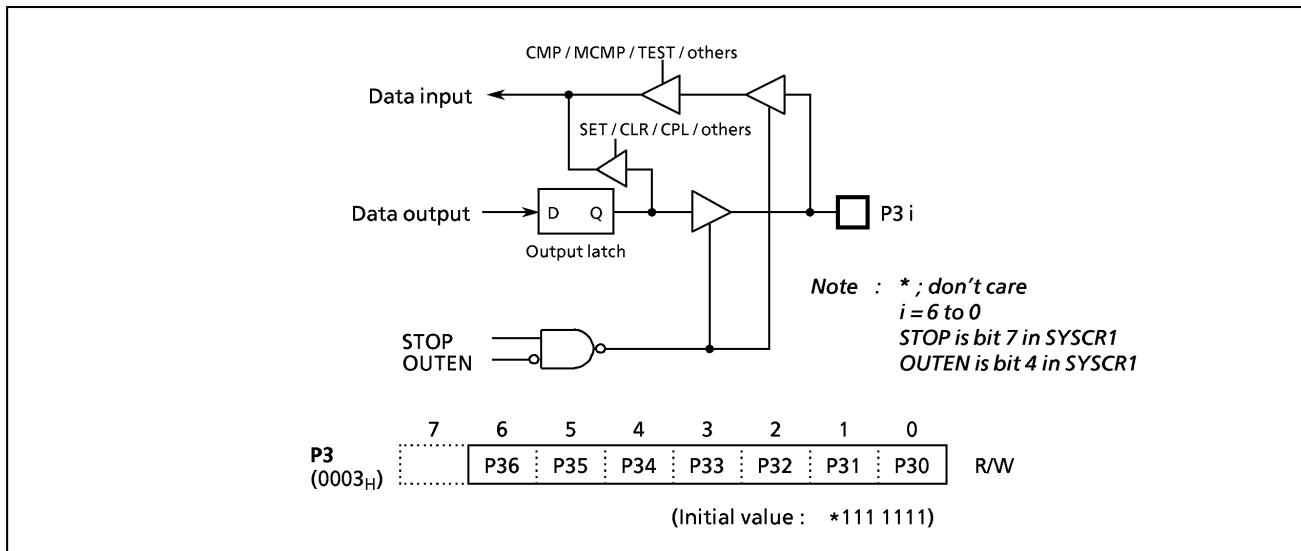 CMP / MCMP / TEST / others
Data input
SET / CLR / CPL / others
Data output
D Q
P3 i
Output latch
Note : * ; don't care
i = 6 to 0
STOP is bit 7 in SYSCR1
OUTEN is bit 4 in SYSCR1
STOP
OUTEN
7 6 5 4 3 2 1 0
P3
(0003H)
P36 P35 P34 P33 P32 P31 P30 R/W
(Initial value : *111 1111)